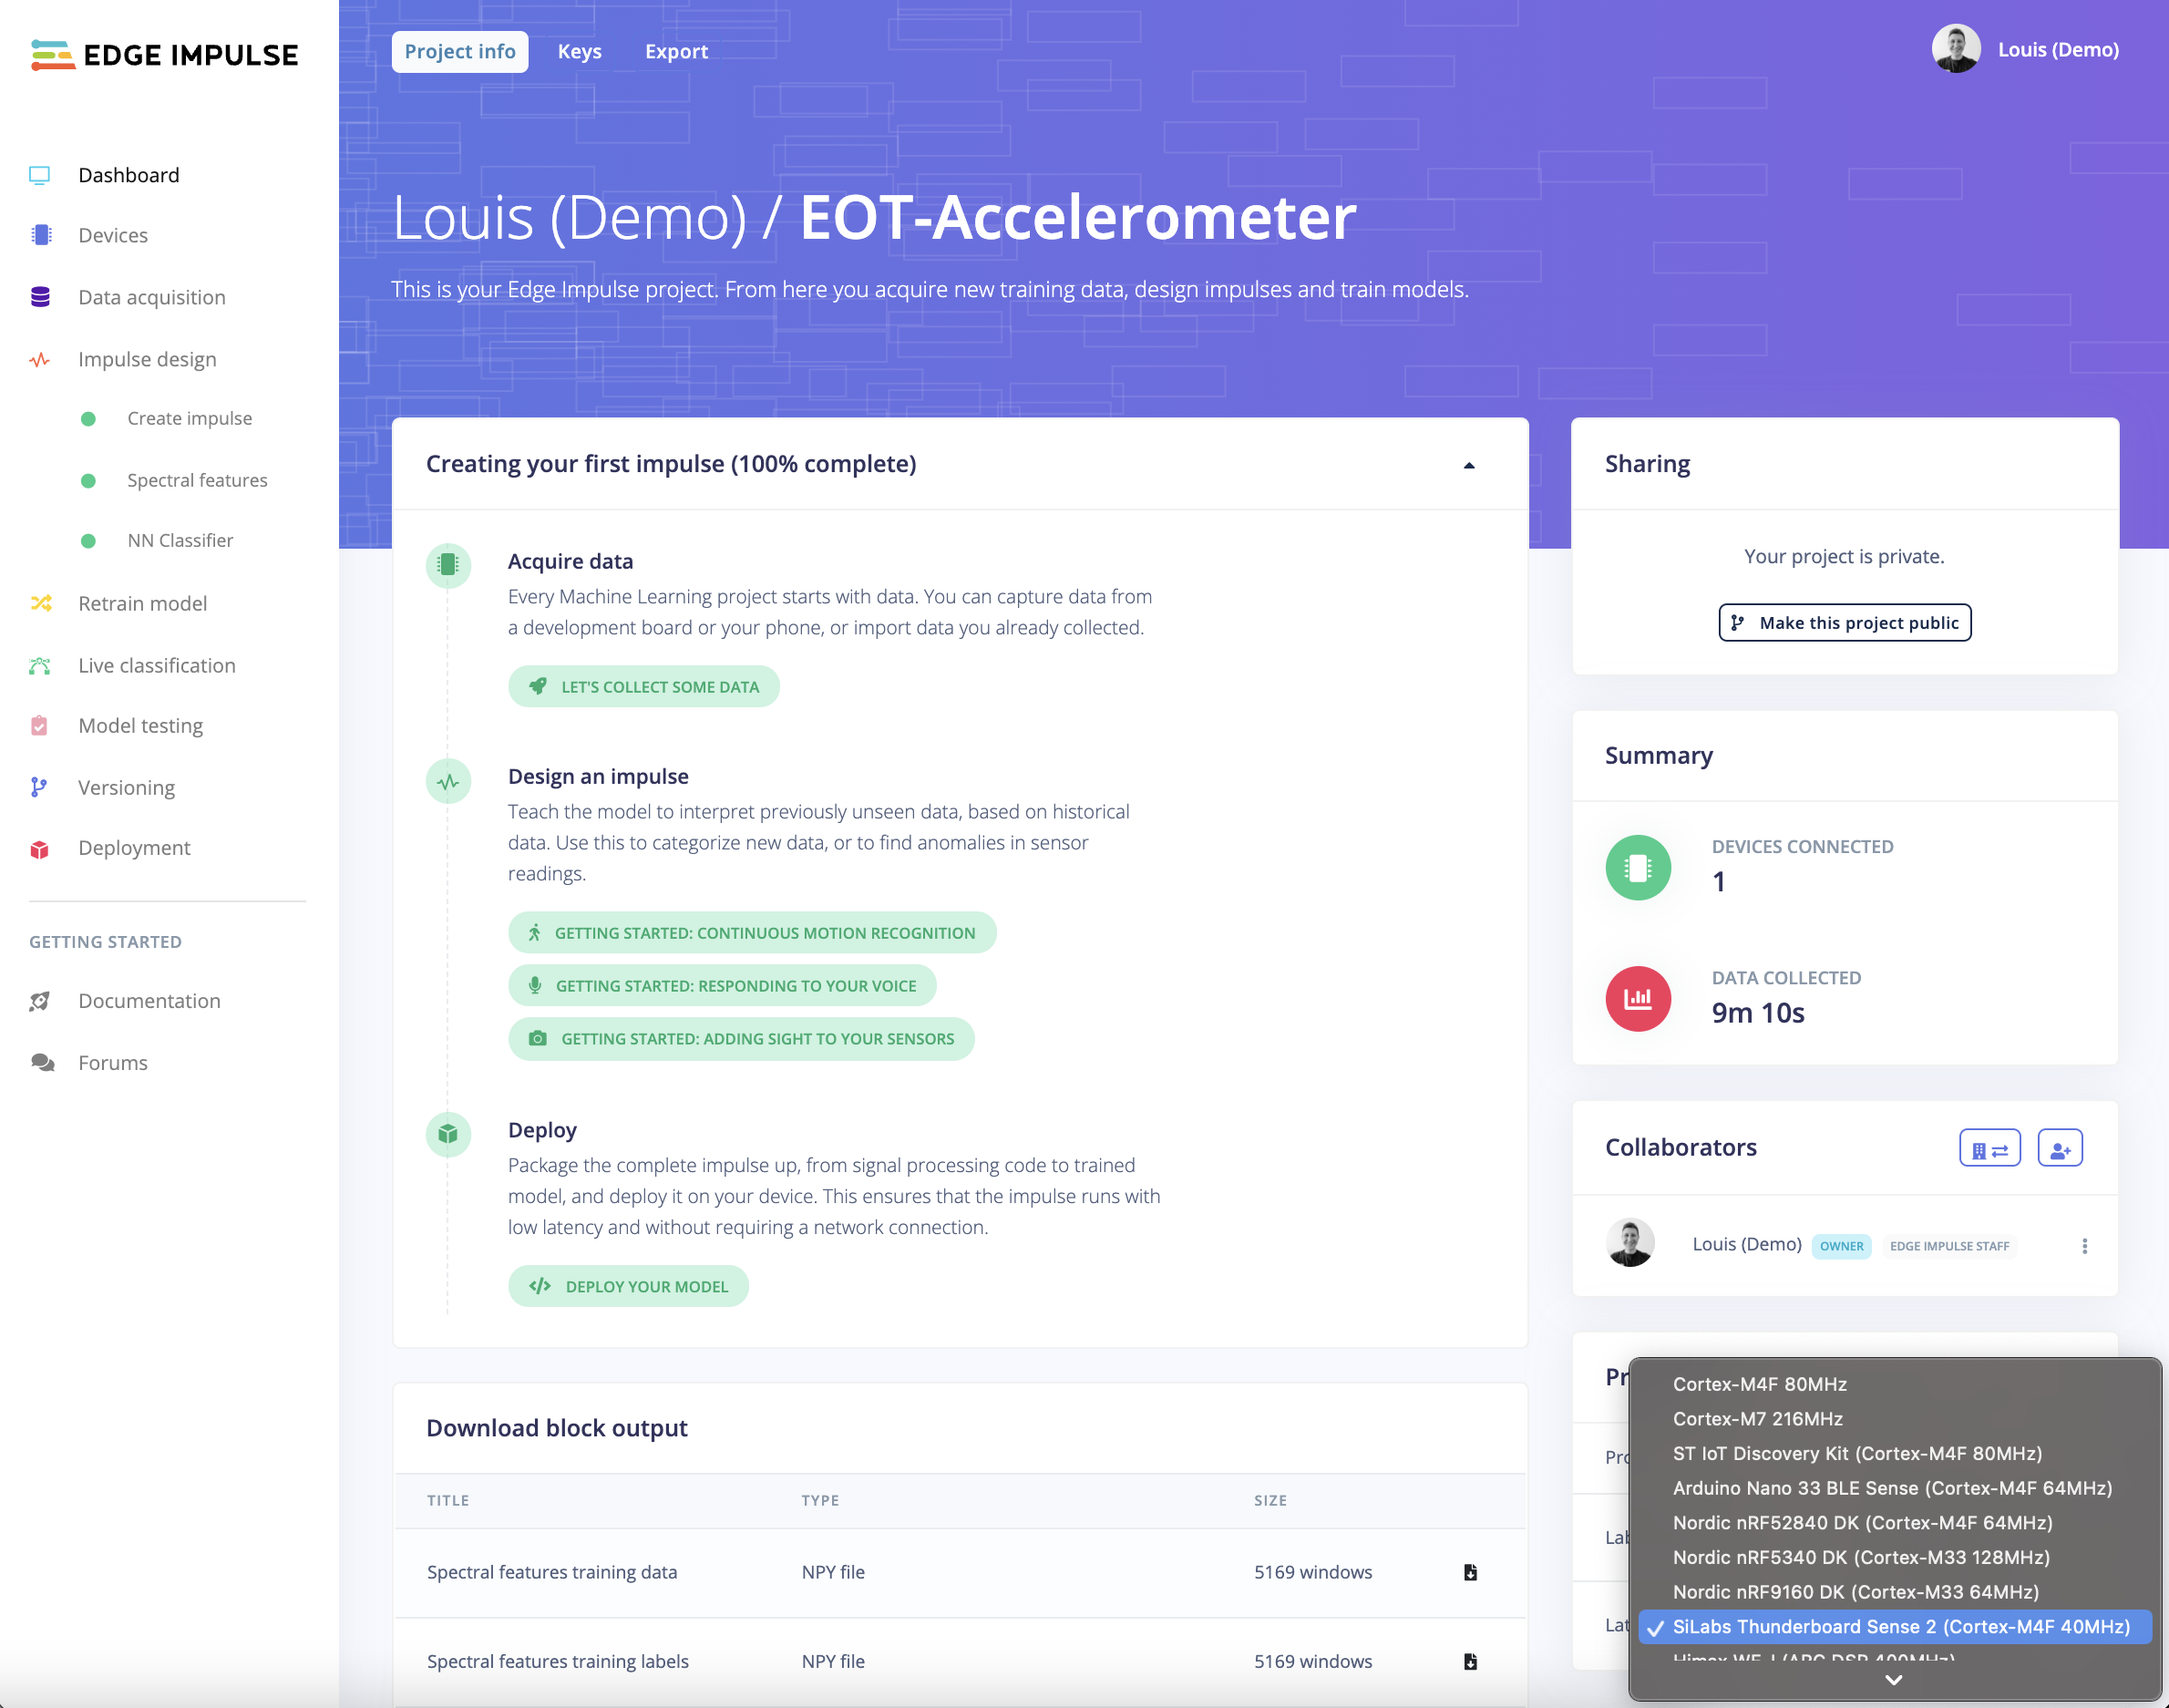 EDGE IMPULSE
Project info
Keys
Export
Louis (Demo)
Dashboard
Devices
Data acquisition
Impulse design
Create impulse
Spectral features
NN Classifier
Retrain model
Live classification
Model testing
Versioning
Deployment
GETTING STARTED
Documentation
Forums
Louis (Demo) / EOT-Accelerometer
This is your Edge Impulse project. From here you acquire new training data, design impulses and train models.
Creating your first impulse (100% complete)
Acquire data
Every Machine Learning project starts with data. You can capture data from
a development board or your phone, or import data you already collected.
LET'S COLLECT SOME DATA
Design an impulse
Teach the model to interpret previously unseen data, based on historical
data. Use this to categorize new data, or to find anomalies in sensor
readings.
GETTING STARTED: CONTINUOUS MOTION RECOGNITION
GETTING STARTED: RESPONDING TO YOUR VOICE
GETTING STARTED: ADDING SIGHT TO YOUR SENSORS
Deploy
Package the complete impulse up, from signal processing code to trained
model, and deploy it on your device. This ensures that the impulse runs with
low latency and without requiring a network connection.
DEPLOY YOUR MODEL
Download block output
TITLE TYPE SIZE
Spectral features training data NPY file 5169 windows
Spectral features training labels NPY file 5169 windows
Sharing
Your project is private.
Make this project public
Summary
DEVICES CONNECTED
1
DATA COLLECTED
9m 10s
Collaborators
Louis (Demo) OWNER EDGE IMPULSE STAFF
Cortex-M4F 80MHz
Cortex-M7 216MHz
ST IoT Discovery Kit (Cortex-M4F 80MHz)
Arduino Nano 33 BLE Sense (Cortex-M4F 64MHz)
Nordic nRF52840 DK (Cortex-M4F 64MHz)
Nordic nRF5340 DK (Cortex-M33 128MHz)
Nordic nRF9160 DK (Cortex-M33 64MHz)
SiLabs Thunderboard Sense 2 (Cortex-M4F 40MHz)